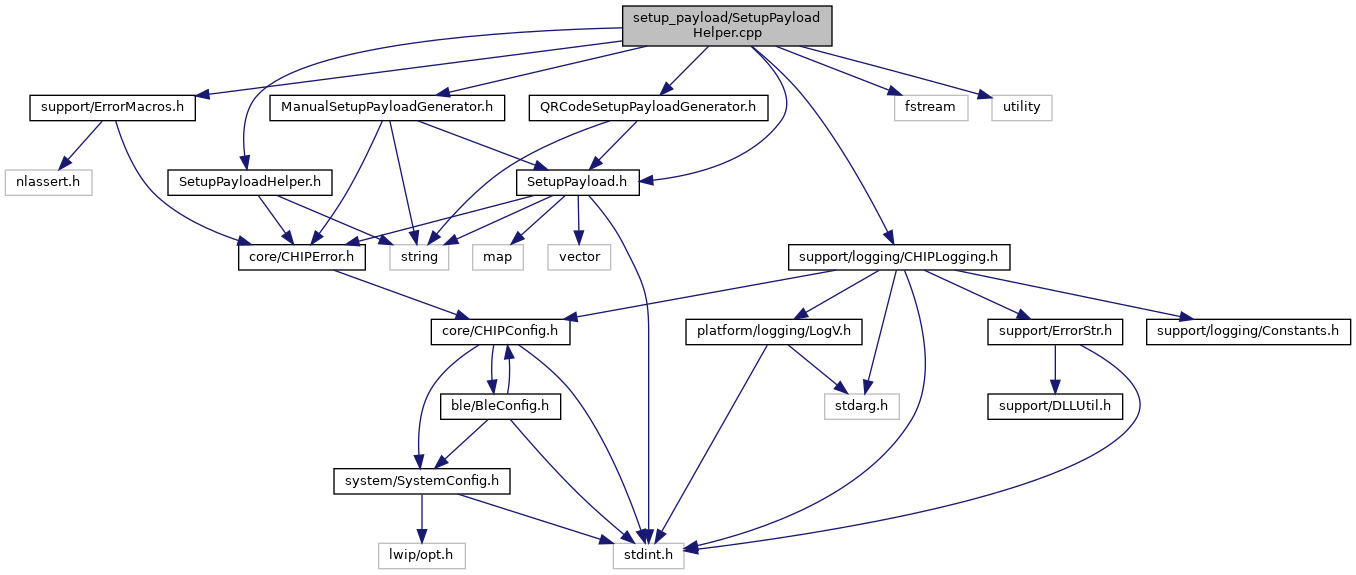 setup_payload/SetupPayload
Helper.cpp
support/ErrorMacros.h
ManualSetupPayloadGenerator.h
QRCodeSetupPayloadGenerator.h
fstream
utility
nlassert.h
SetupPayloadHelper.h
SetupPayload.h
core/CHIPError.h
string
map
vector
support/logging/CHIPLogging.h
core/CHIPConfig.h
platform/logging/LogV.h
support/ErrorStr.h
support/logging/Constants.h
ble/BleConfig.h
stdarg.h
support/DLLUtil.h
system/SystemConfig.h
lwip/opt.h
stdint.h